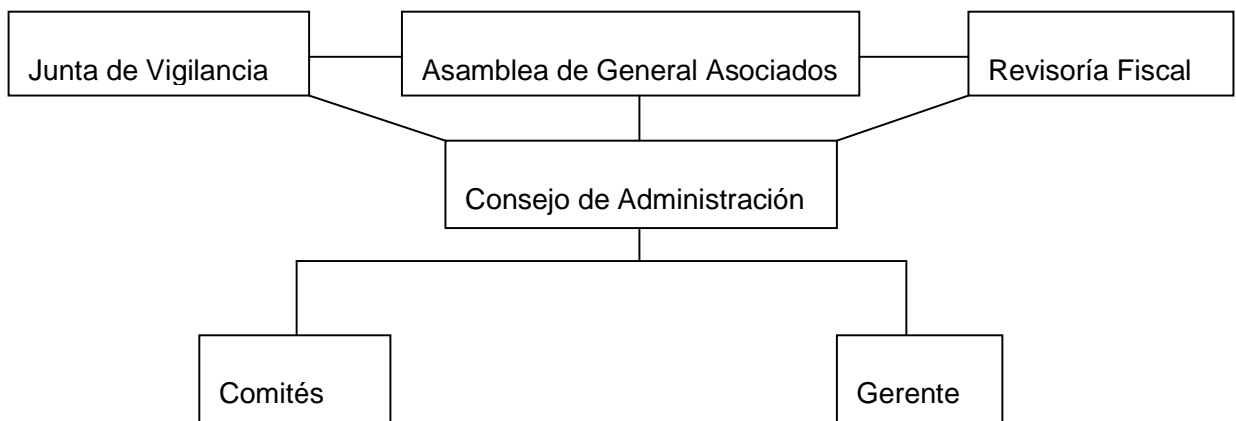 Junta de Vigilancia
Asamblea de General Asociados
Revisoría Fiscal
Consejo de Administración
Comités
Gerente